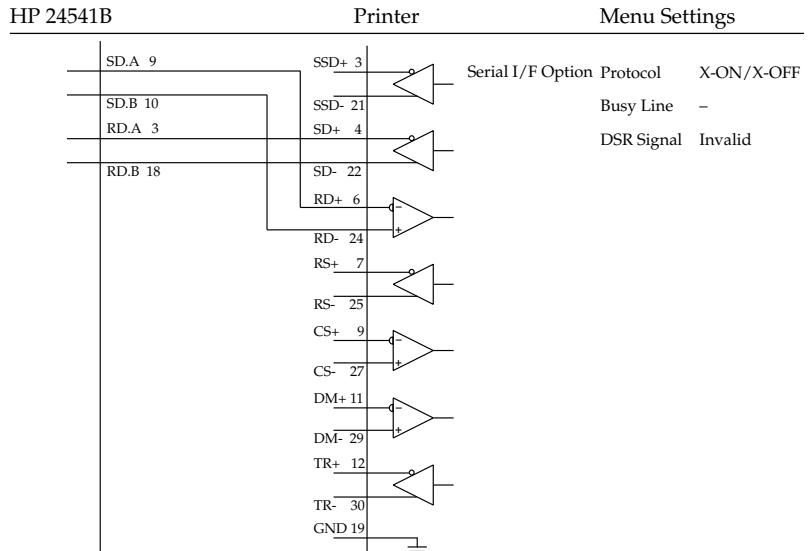 HP 24541B Printer Menu Settings
SD.A 9
SD.B 10
RD.A 3
RD.B 18
SSD+ 3
SSD- 21
SD+ 4
SD- 22
RD+ 6
RD- 24
RS+ 7
RS- 25
CS+ 9
CS- 27
DM+ 11
DM- 29
TR+ 12
TR- 30
GND 19
- + 
- +
- +
Serial I/F Option Protocol X-ON/X-OFF
Busy Line –
DSR Signal Invalid